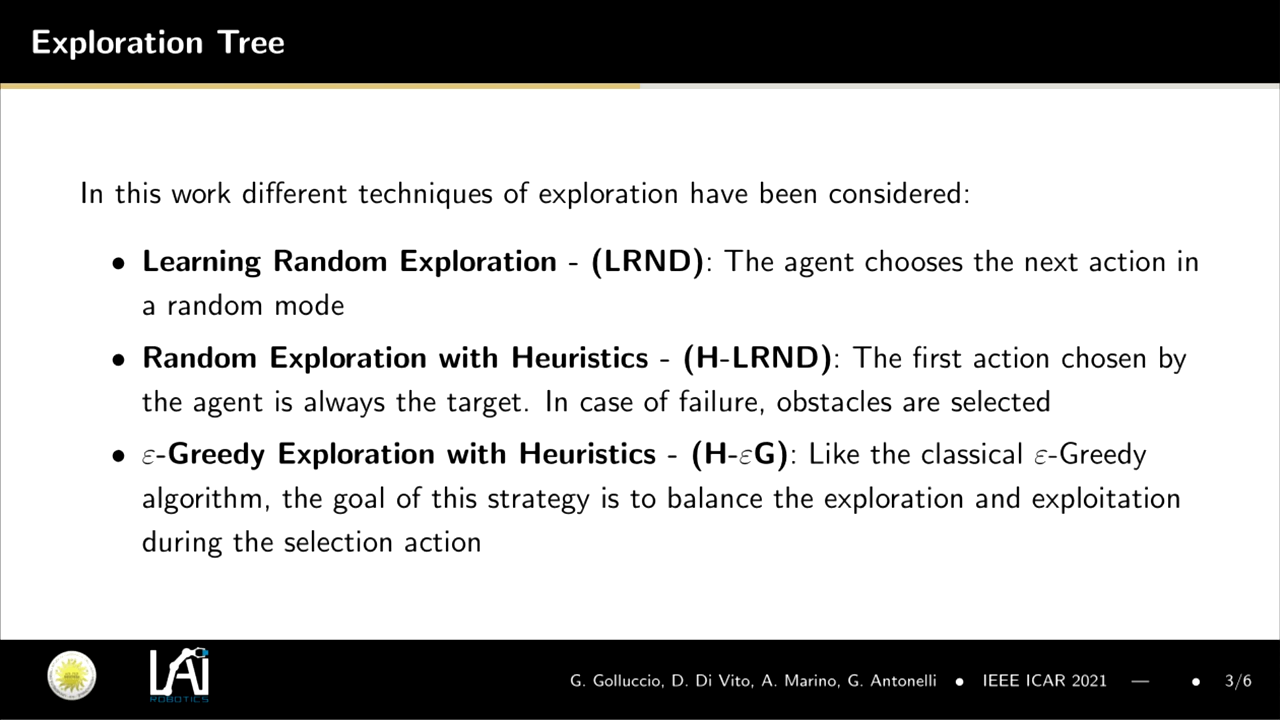 Exploration Tree
In this work different techniques of exploration have been considered:
• Learning Random Exploration - (LRND): The agent chooses the next action in
a random mode
• Random Exploration with Heuristics - (H-LRND): The first action chosen by
the agent is always the target. In case of failure, obstacles are selected
• ε-Greedy Exploration with Heuristics - (H-εG): Like the classical ε-Greedy
algorithm, the goal of this strategy is to balance the exploration and exploitation
during the selection action
LAI
ROBOTICS
G. Golluccio, D. Di Vito, A. Marino, G. Antonelli • IEEE ICAR 2021 — • 3/6